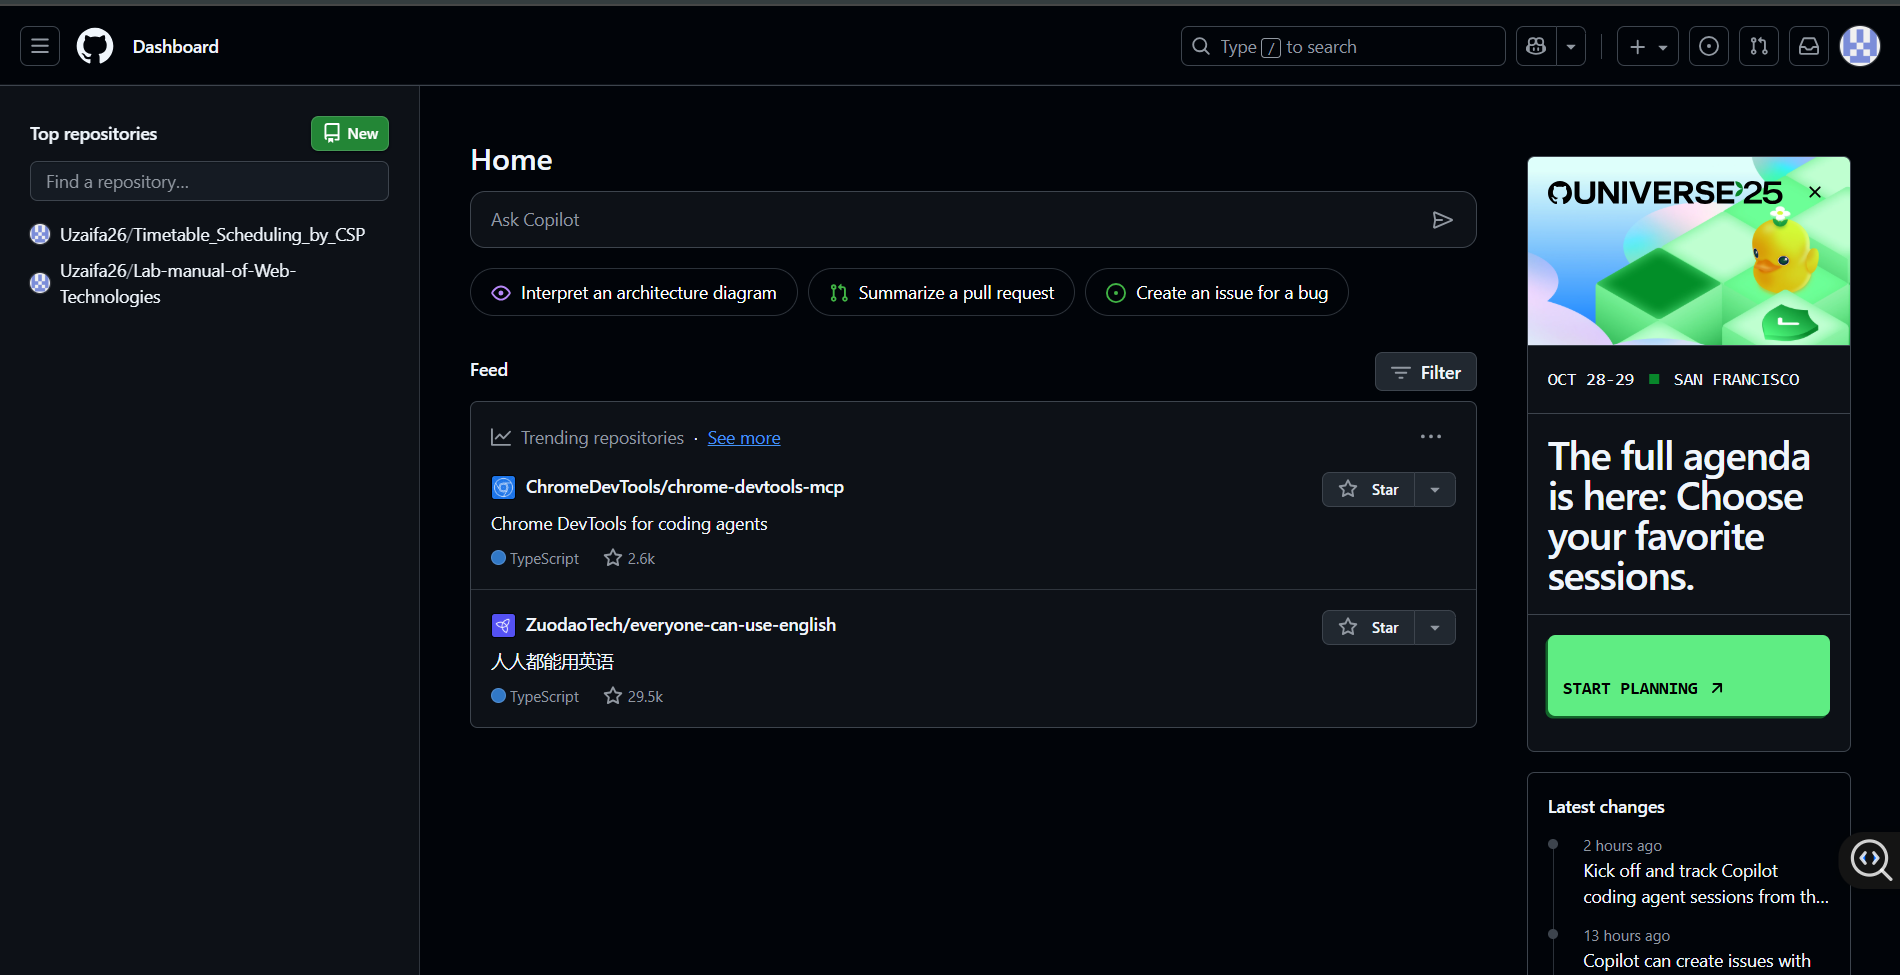 Dashboard
Type / to search
Top repositories
New
Find a repository...
Uzaifa26/Timetable_Scheduling_by_CSP
Uzaifa26/Lab-manual-of-Web-
Technologies
Home
Ask Copilot
Interpret an architecture diagram
Summarize a pull request
Create an issue for a bug
Feed
Filter
Trending repositories · See more
ChromeDevTools/chrome-devtools-mcp
Star
Chrome DevTools for coding agents
TypeScript
2.6k
ZuodaoTech/everyone-can-use-english
Star
人人都能用英语
TypeScript
29.5k
UNIVERSE'25
OCT 28-29
SAN FRANCISCO
The full agenda
is here: Choose
your favorite
sessions.
START PLANNING
Latest changes
2 hours ago
Kick off and track Copilot
coding agent sessions from th...
13 hours ago
Copilot can create issues with